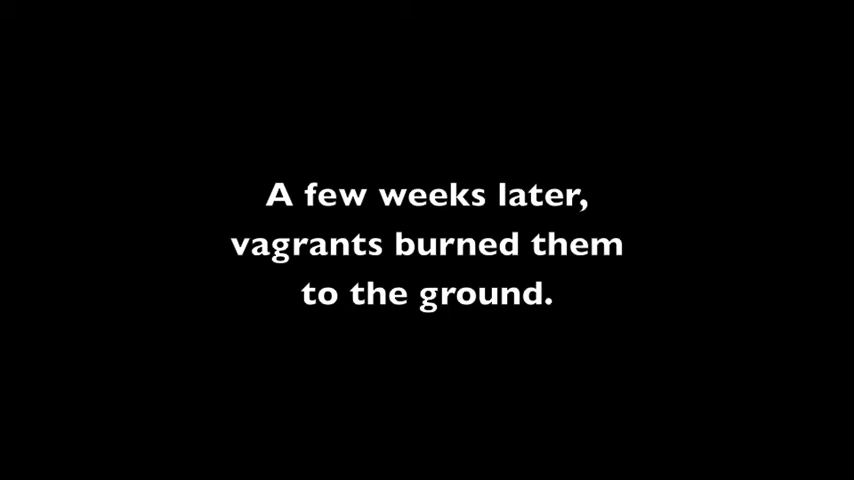 A few weeks later,
vagrants burned them
to the ground.